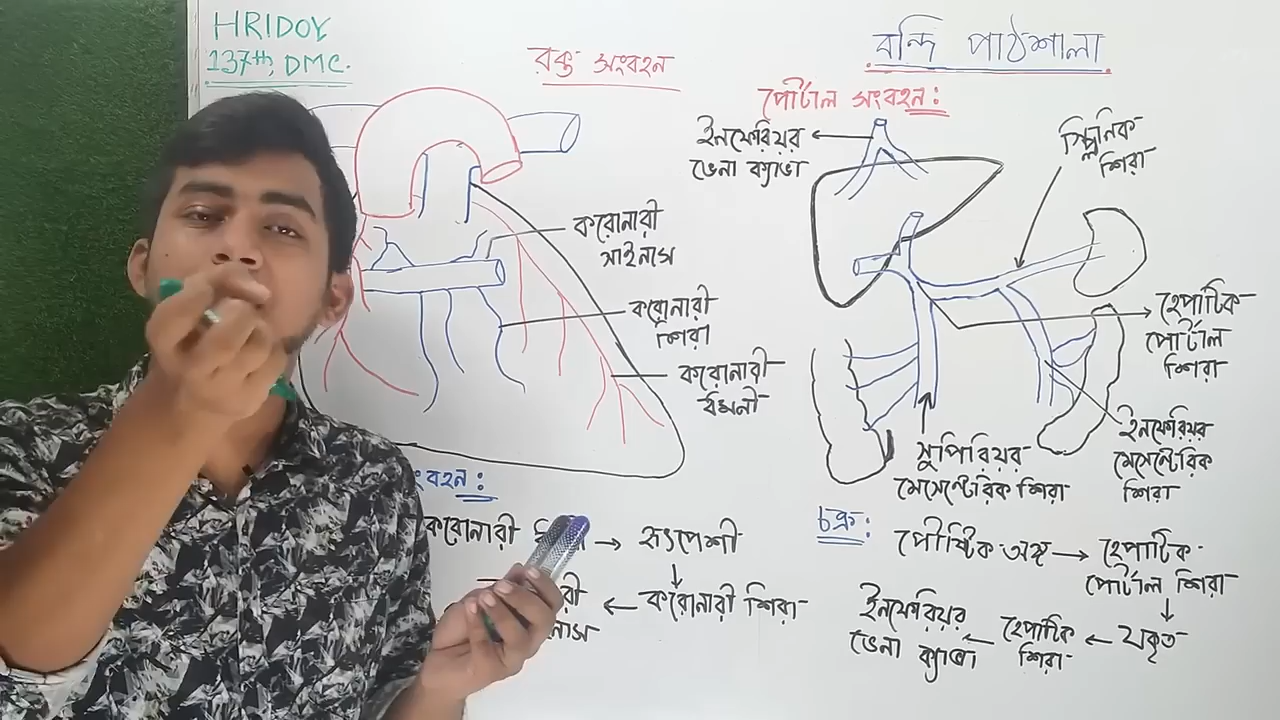 HRIDOY
137th, DMC.
রক্ত সংবহন
বন্দি পাঠশালা
পোর্টাল সংবহন:
ইনফেরিয়র
ভেনা ক্যাভা
স্প্লিনিক
শিরা
করোনারী
সাইনাস
করোনারী
শিরা
করোনারী
ধমনী
হেপাটিক
পোর্টাল
শিরা
ইনফেরিয়র
মেসেন্টেরিক
শিরা
সুপিরিয়র
মেসেন্টেরিক শিরা
সংবহন:
করোনারী → হৃৎপেশী
↓
← করোনারী শিরা
চক্র:
পৌষ্টিক অঙ্গ → হেপাটিক
পোর্টাল শিরা
↓
ইনফেরিয়র
ভেনা ক্যাভা ← হেপাটিক
শিরা ← যকৃত